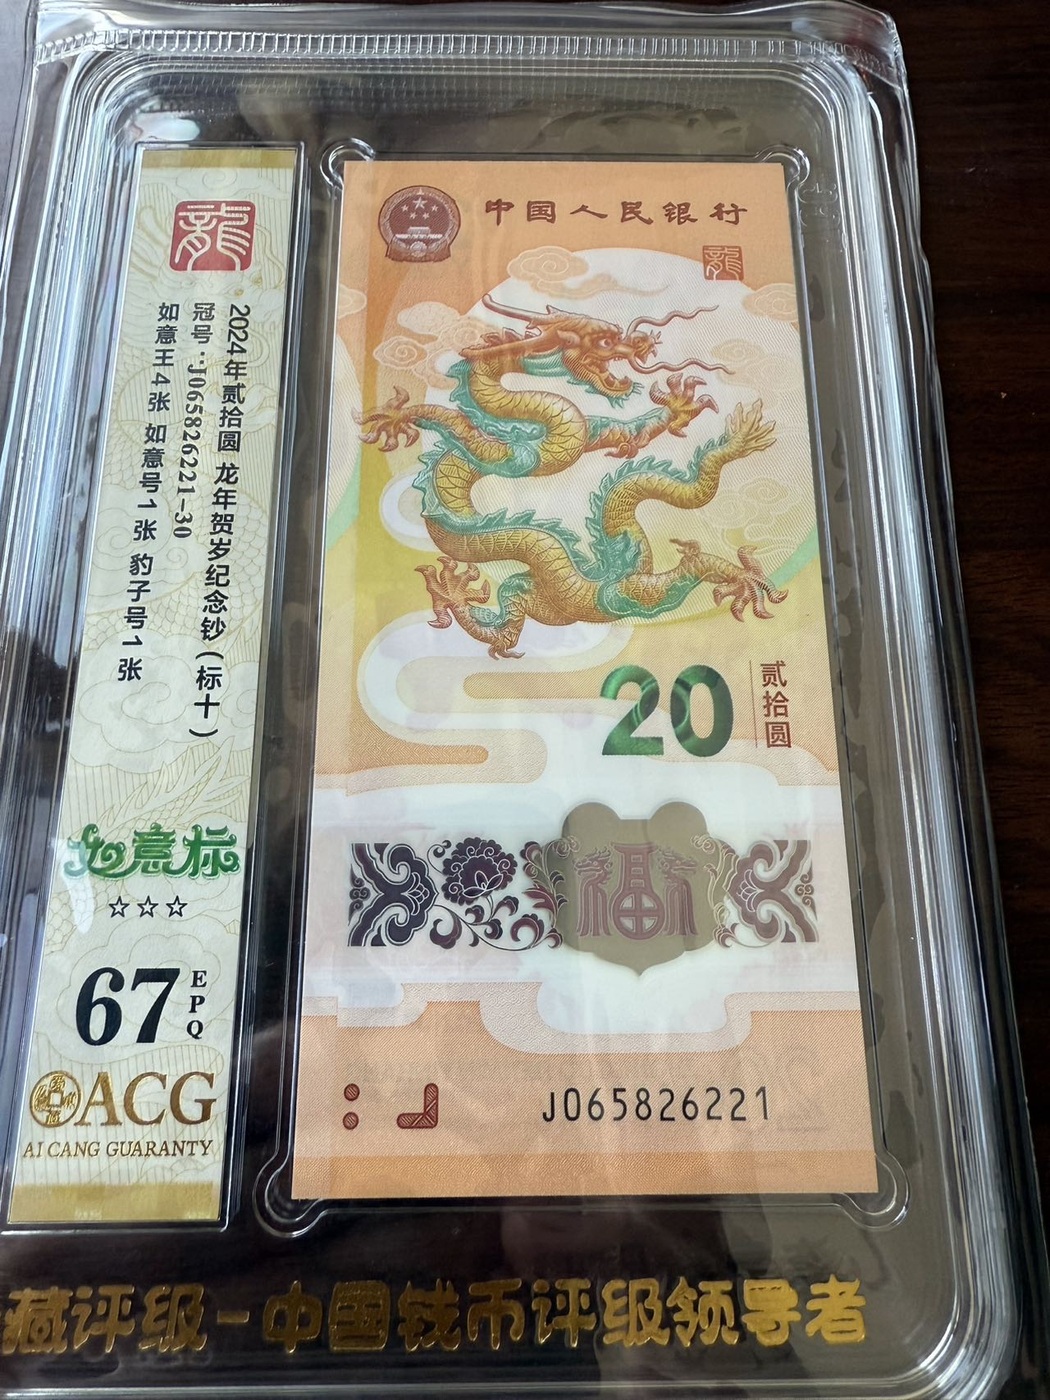 龍
2024年贰拾圆 龙年贺岁纪念钞(标十)
冠号:J065826221-30
如意王4张 如意号1张 豹子号1张
如意标
☆☆☆
67
EPQ
ACG
AI CANG GUARANTY
中国人民银行
龍
20
贰拾圆
福
J065826221
藏评级-中国钱币评级领导者